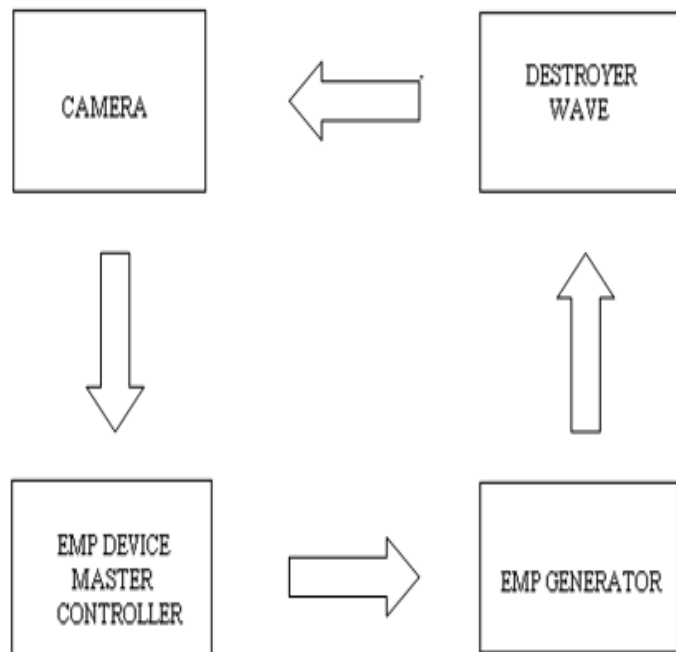 CAMERA
DESTROYER
WAVE
EMP DEVICE
MASTER
CONTROLLER
EMP GENERATOR